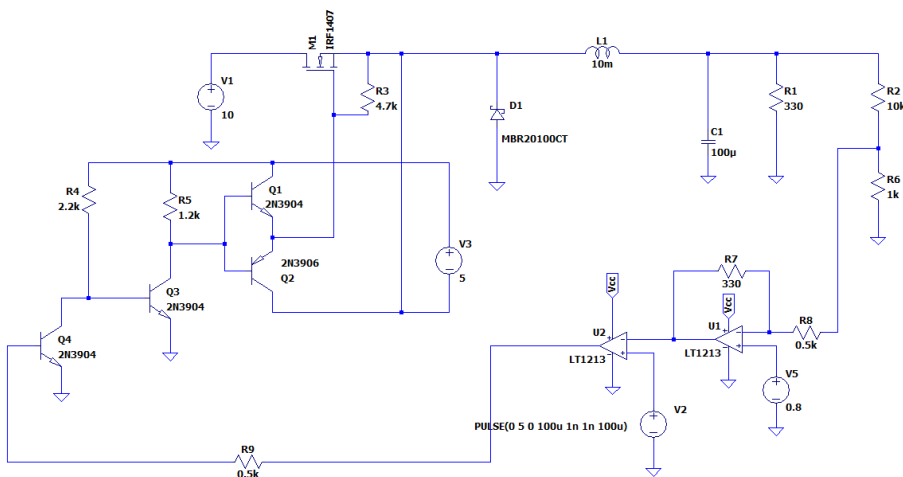 M1
IRF1407
V1
10
R3
4.7k
D1
MBR20100CT
L1
10m
C1
100µ
R1
330
R2
10k
R6
1k
R4
2.2k
R5
1.2k
Q1
2N3904
2N3906
Q2
V3
5
Q3
2N3904
Q4
2N3904
R7
330
Vcc
Vcc
U2
LT1213
U1
LT1213
R8
0.5k
V5
0.8
V2
PULSE(0 5 0 100u 1n 1n 100u)
R9
0.5k